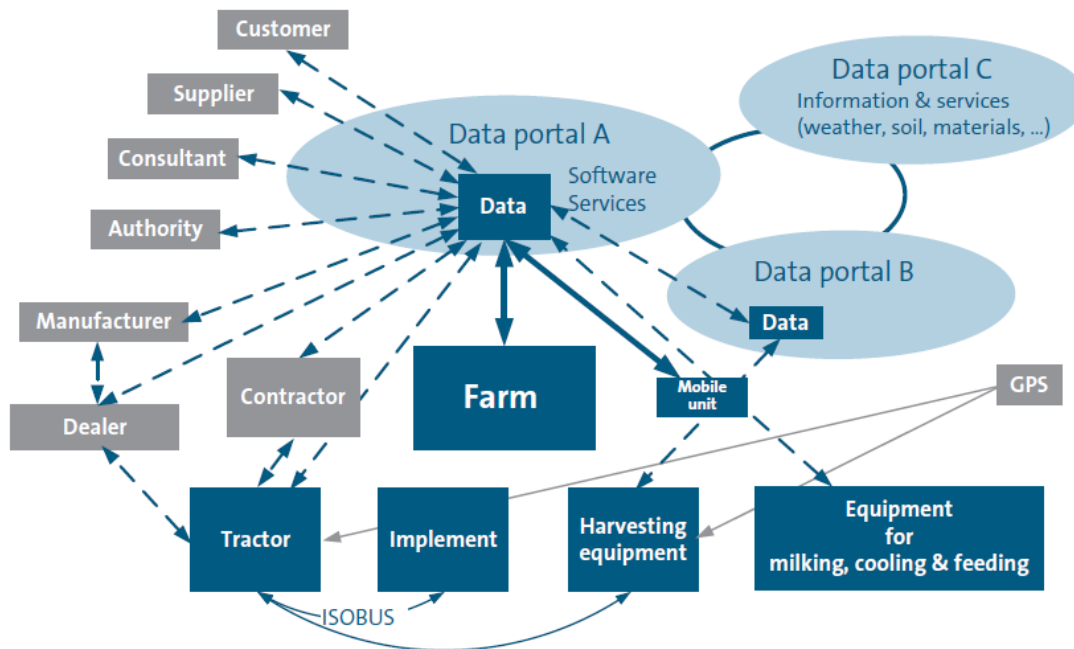 Customer
Supplier
Consultant
Authority
Manufacturer
Dealer
Contractor
Data portal A
Data
Software
Services
Data portal C
Information & services
(weather, soil, materials, ...)
Data portal B
Data
Farm
Mobile
unit
GPS
Tractor
Implement
Harvesting
equipment
Equipment
for
milking, cooling & feeding
ISOBUS